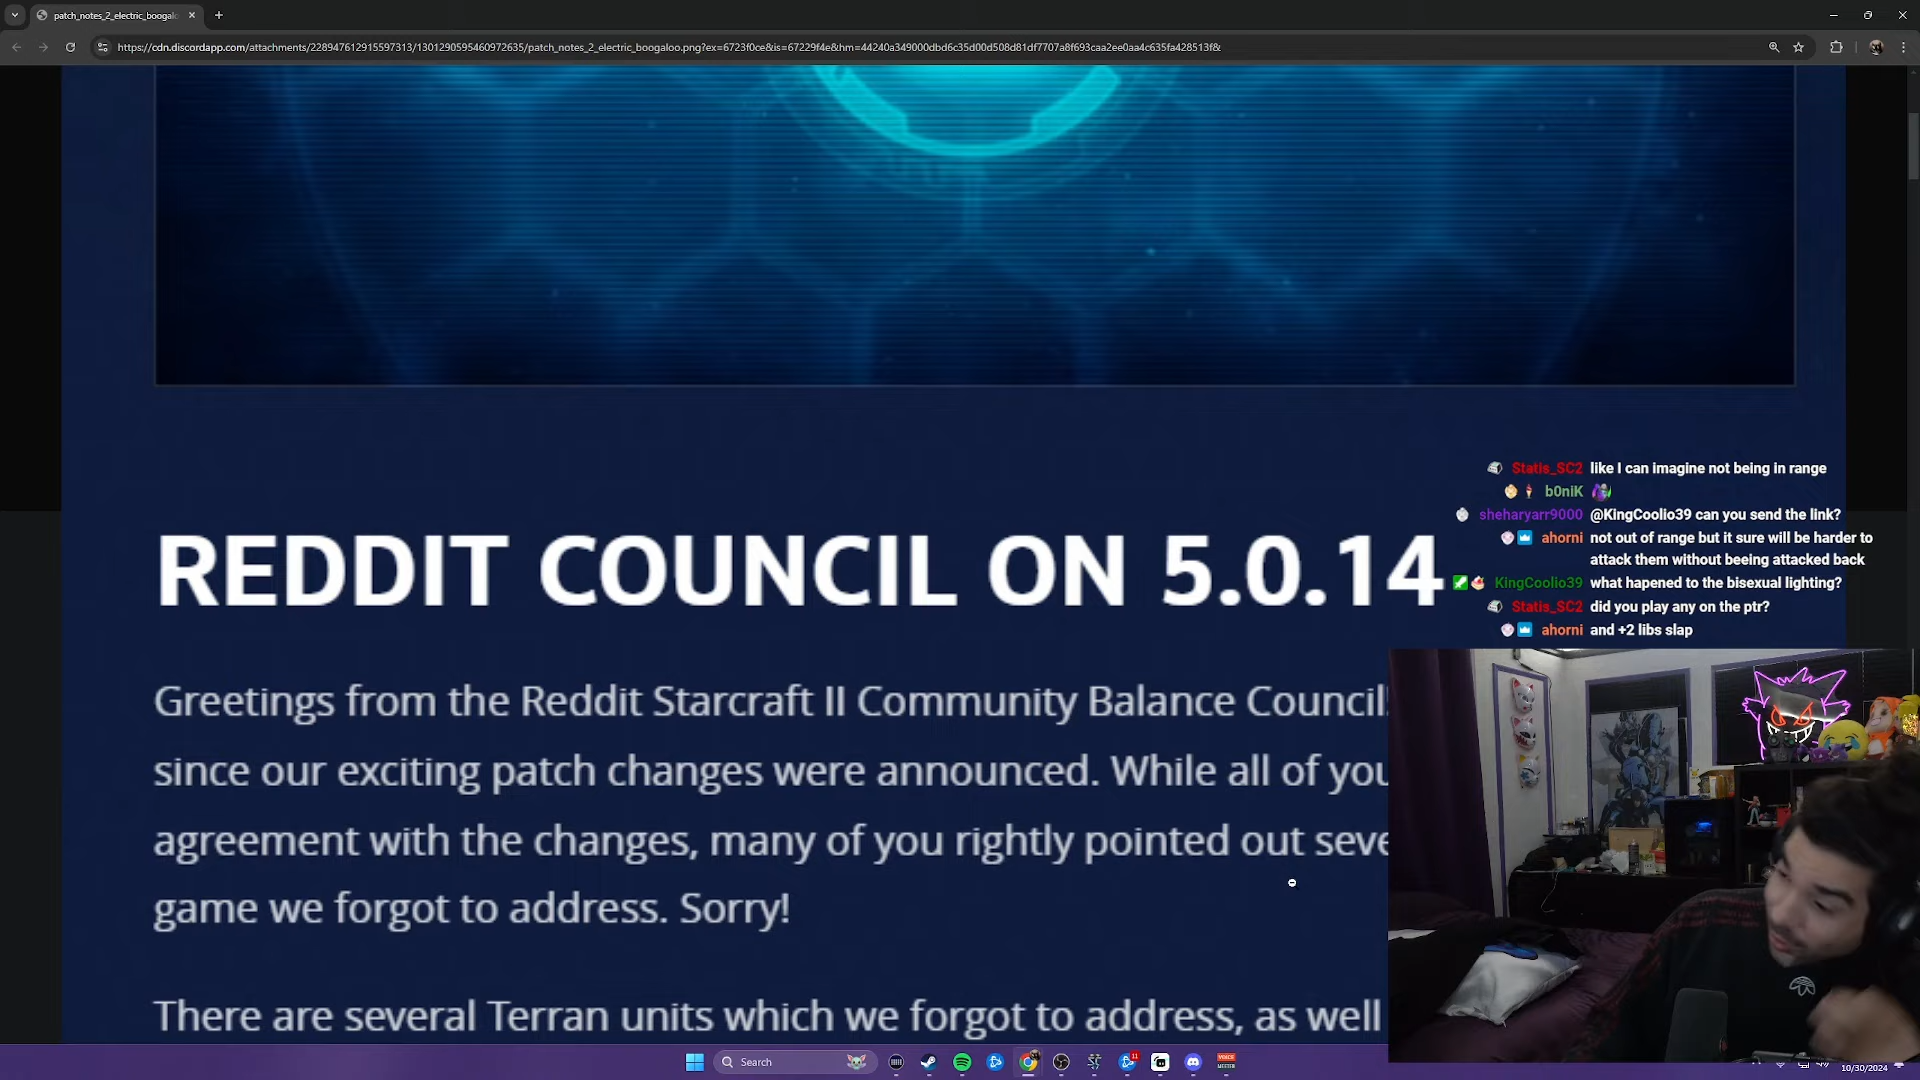 patch_notes_2_electric_boogalo
https://cdn.discordapp.com/attachments/228947612915597313/1301290595460972635/patch_notes_2_electric_boogaloo.png?ex=6723f0ce&is=67229f4e&hm=44240a349000dbd6c35d00d508d81df7707a8f693caa2ee0aa4c635fa428513f&
REDDIT COUNCIL ON 5.0.14
Greetings from the Reddit Starcraft II Community Balance Council!
since our exciting patch changes were announced. While all of you
agreement with the changes, many of you rightly pointed out seve
game we forgot to address. Sorry!
There are several Terran units which we forgot to address, as well
Statis_SC2 like I can imagine not being in range
b0niK
sheharyarr9000 @KingCoolio39 can you send the link?
ahorni not out of range but it sure will be harder to
attack them without beeing attacked back
KingCoolio39 what hapened to the bisexual lighting?
Statis_SC2 did you play any on the ptr?
ahorni and +2 libs slap
Search
11
VOICE
MEETER
10/30/2024